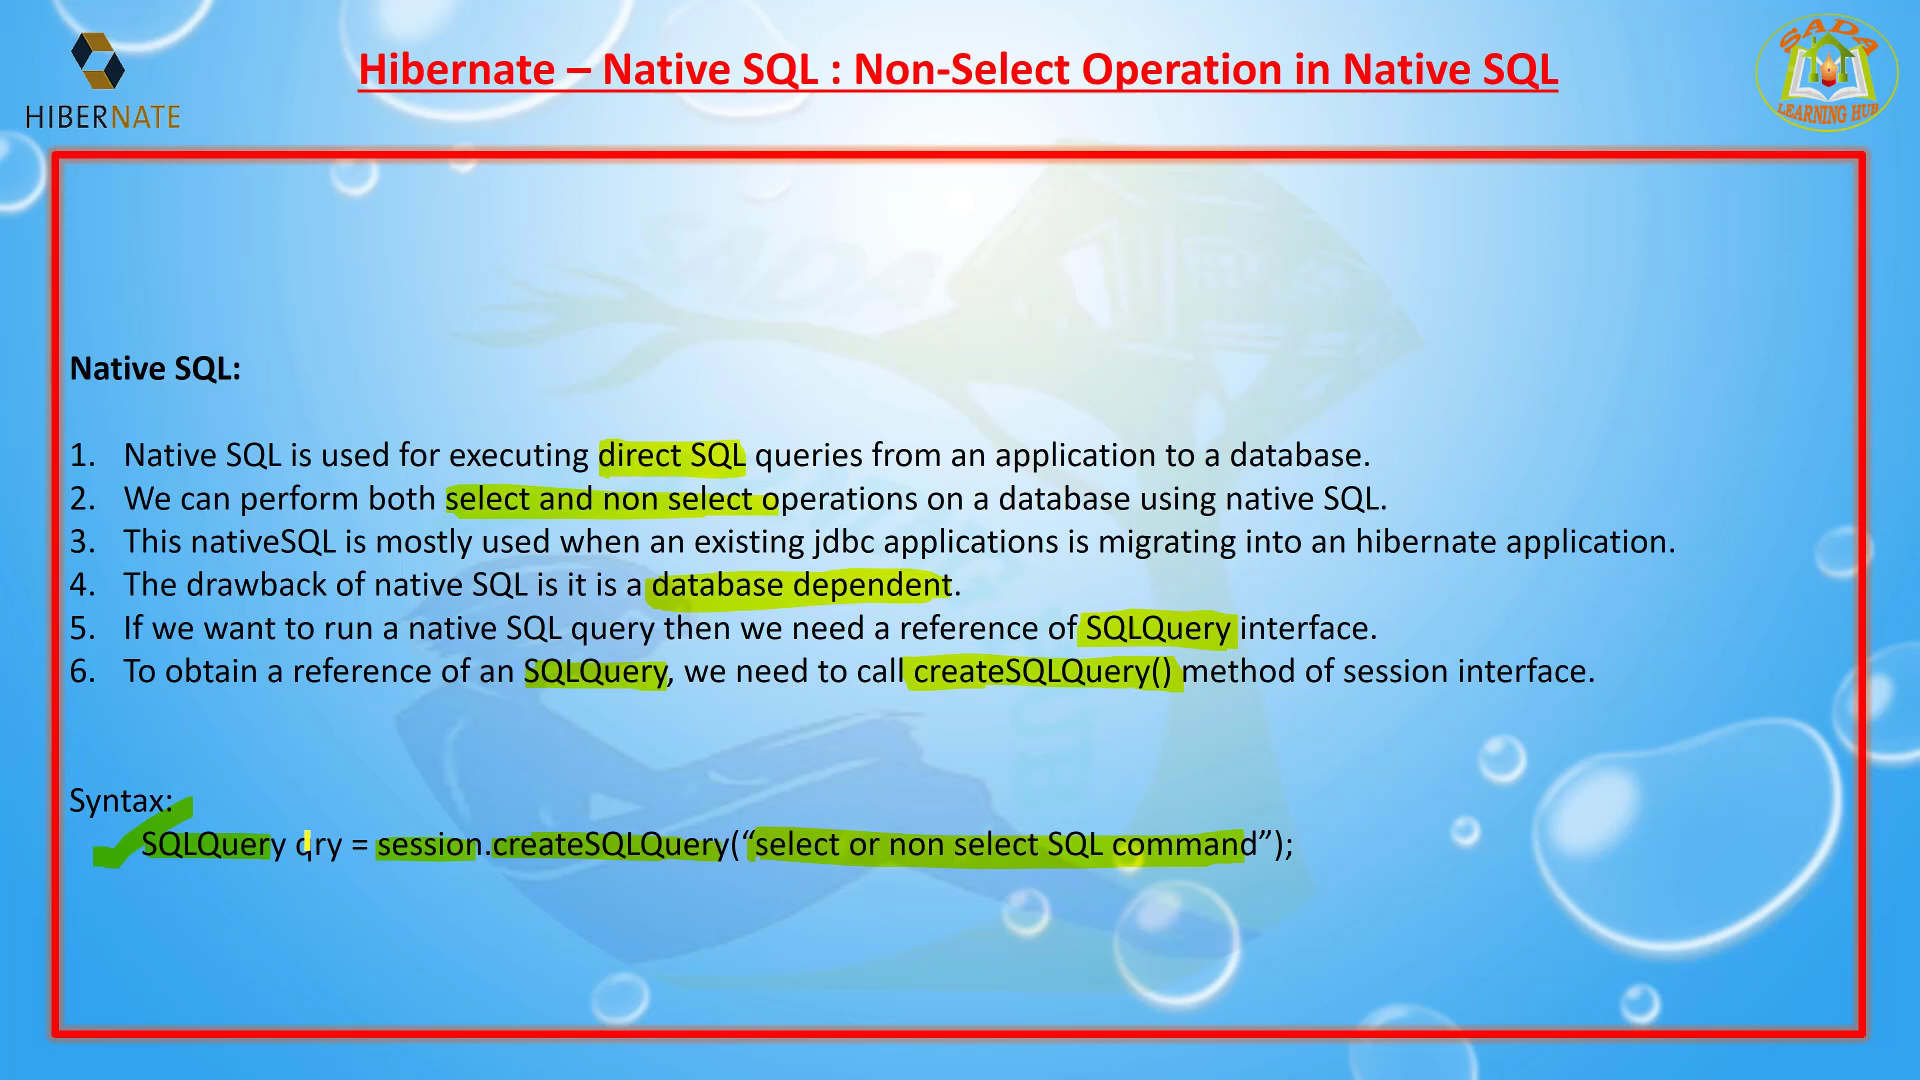 HIBERNATE
Hibernate – Native SQL : Non-Select Operation in Native SQL
SADA
LEARNING HUB
Native SQL:
1. Native SQL is used for executing direct SQL queries from an application to a database.
2. We can perform both select and non select operations on a database using native SQL.
3. This nativeSQL is mostly used when an existing jdbc applications is migrating into an hibernate application.
4. The drawback of native SQL is it is a database dependent.
5. If we want to run a native SQL query then we need a reference of SQLQuery interface.
6. To obtain a reference of an SQLQuery, we need to call createSQLQuery() method of session interface.
Syntax:
SQLQuery qry = session.createSQLQuery(“select or non select SQL command”);